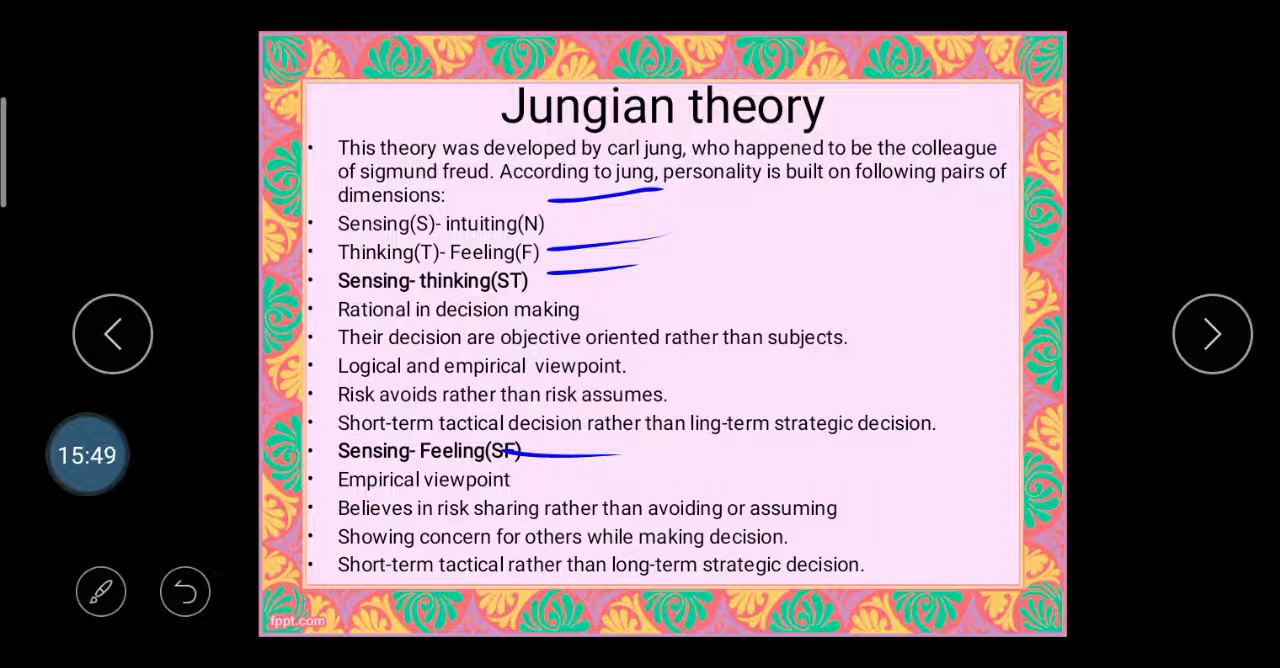 Jungian theory
• This theory was developed by carl jung, who happened to be the colleague
of sigmund freud. According to jung, personality is built on following pairs of
dimensions:
• Sensing(S)- intuiting(N)
• Thinking(T)- Feeling(F)
• Sensing- thinking(ST)
• Rational in decision making
• Their decision are objective oriented rather than subjects.
• Logical and empirical viewpoint.
• Risk avoids rather than risk assumes.
• Short-term tactical decision rather than ling-term strategic decision.
• Sensing- Feeling(SF)
• Empirical viewpoint
• Believes in risk sharing rather than avoiding or assuming
• Showing concern for others while making decision.
• Short-term tactical rather than long-term strategic decision.
15:49
fppt.com